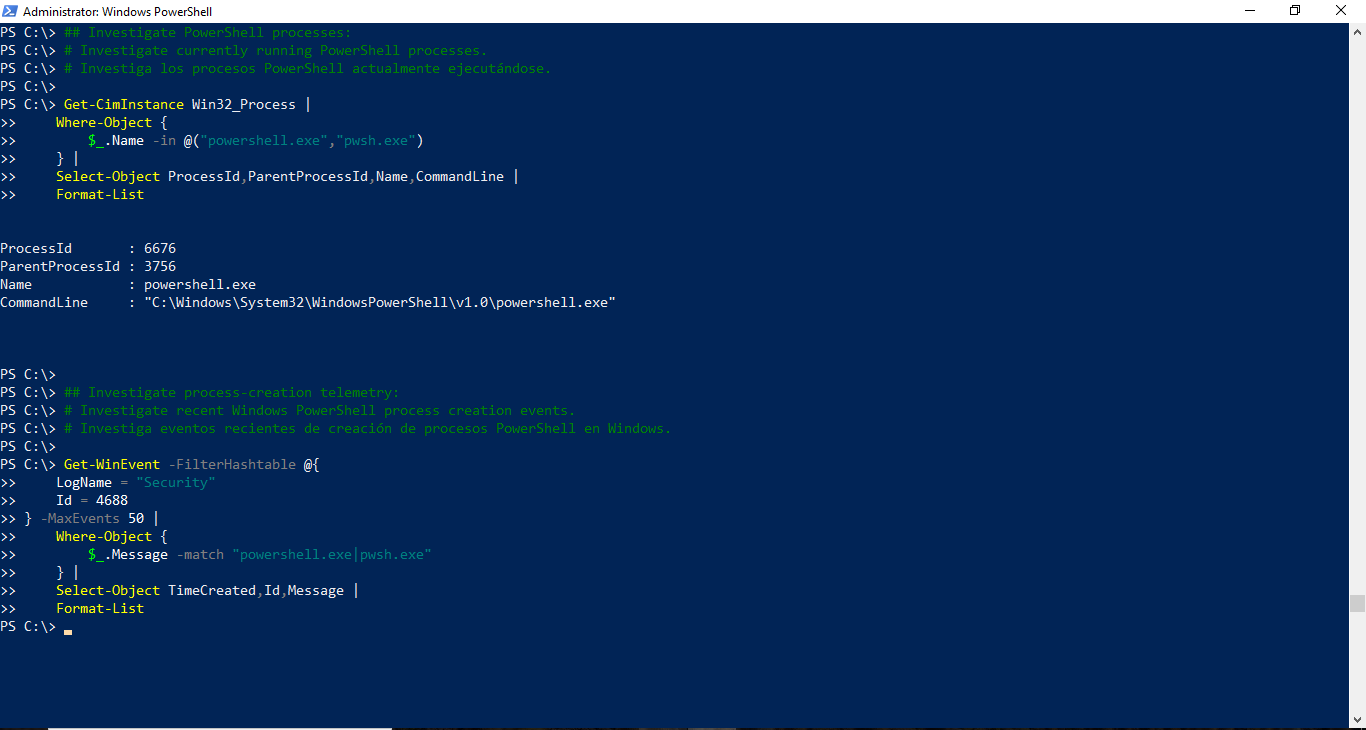 Administrator: Windows PowerShell
PS C:\> ## Investigate PowerShell processes:
PS C:\> # Investigate currently running PowerShell processes.
PS C:\> # Investiga los procesos PowerShell actualmente ejecutándose.
PS C:\>
PS C:\> Get-CimInstance Win32_Process |
>>     Where-Object {
>>         $_.Name -in @("powershell.exe","pwsh.exe")
>>     } |
>>     Select-Object ProcessId,ParentProcessId,Name,CommandLine |
>>     Format-List
ProcessId       : 6676
ParentProcessId : 3756
Name            : powershell.exe
CommandLine     : "C:\Windows\System32\WindowsPowerShell\v1.0\powershell.exe"
PS C:\>
PS C:\> ## Investigate process-creation telemetry:
PS C:\> # Investigate recent Windows PowerShell process creation events.
PS C:\> # Investiga eventos recientes de creación de procesos PowerShell en Windows.
PS C:\>
PS C:\> Get-WinEvent -FilterHashtable @{
>>     LogName = "Security"
>>     Id = 4688
>> } -MaxEvents 50 |
>>     Where-Object {
>>         $_.Message -match "powershell.exe|pwsh.exe"
>>     } |
>>     Select-Object TimeCreated,Id,Message |
>>     Format-List
PS C:\>